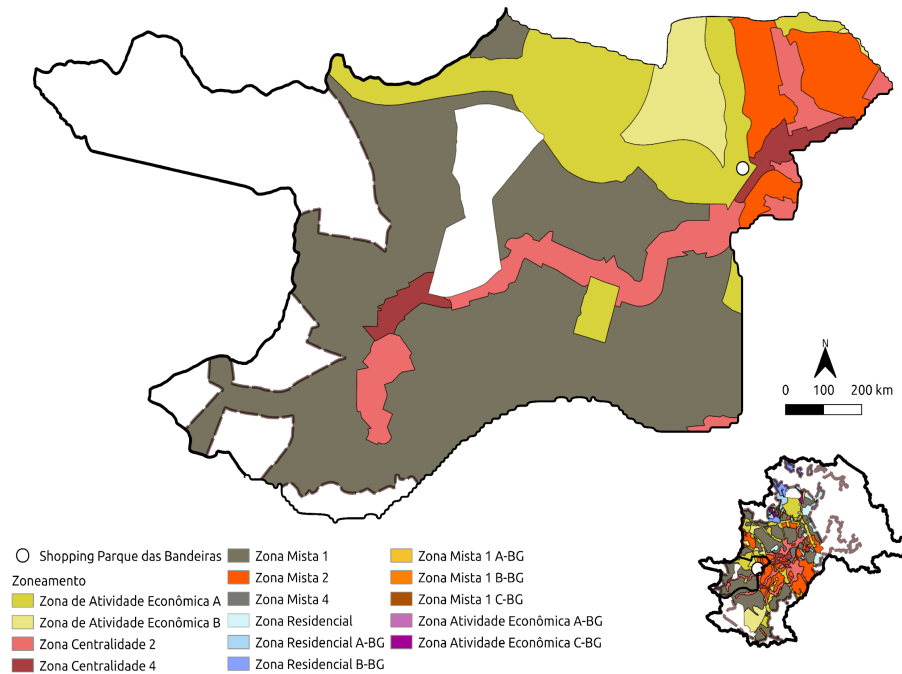 N
0 100 200 km
Shopping Parque das Bandeiras
Zoneamento
Zona de Atividade Econômica A
Zona de Atividade Econômica B
Zona Centralidade 2
Zona Centralidade 4
Zona Mista 1
Zona Mista 2
Zona Mista 4
Zona Residencial
Zona Residencial A-BG
Zona Residencial B-BG
Zona Mista 1 A-BG
Zona Mista 1 B-BG
Zona Mista 1 C-BG
Zona Atividade Econômica A-BG
Zona Atividade Econômica C-BG